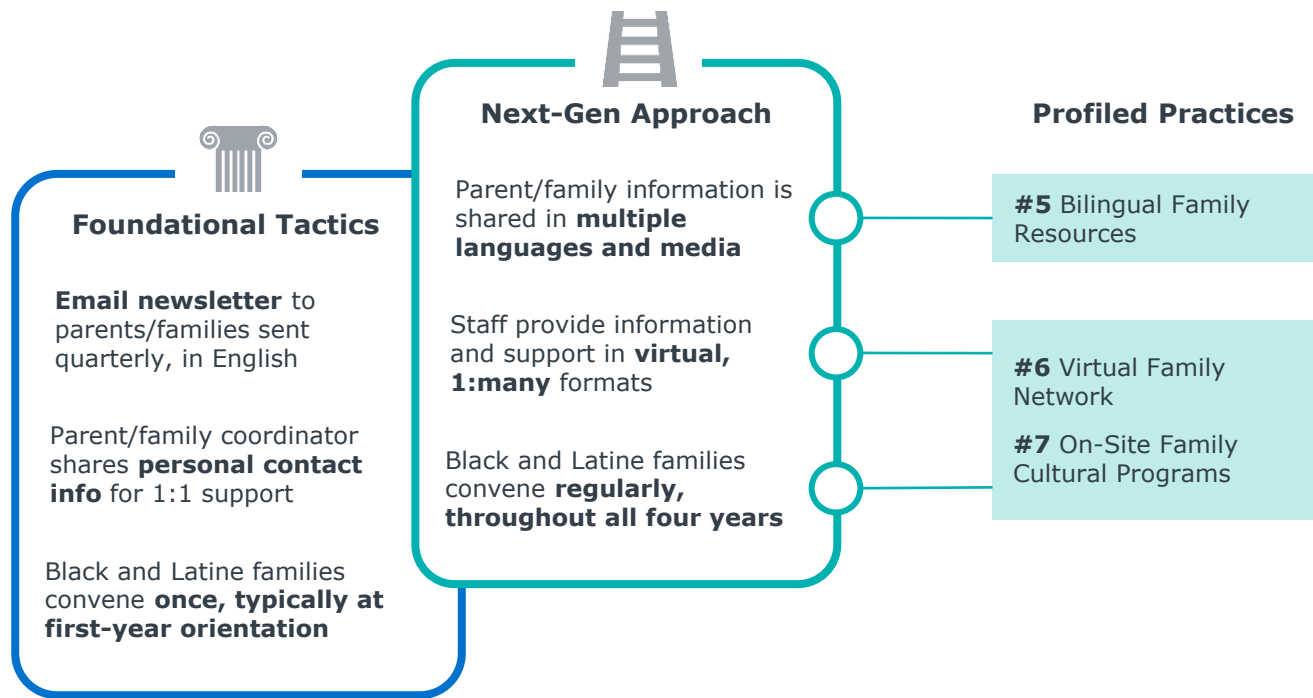 Foundational Tactics
Email newsletter to
parents/families sent
quarterly, in English
Parent/family coordinator
shares personal contact
info for 1:1 support
Black and Latine families
convene once, typically at
first-year orientation
Next-Gen Approach
Parent/family information is
shared in multiple
languages and media
Staff provide information
and support in virtual,
1:many formats
Black and Latine families
convene regularly,
throughout all four years
Profiled Practices
#5 Bilingual Family
Resources
#6 Virtual Family
Network
#7 On-Site Family
Cultural Programs